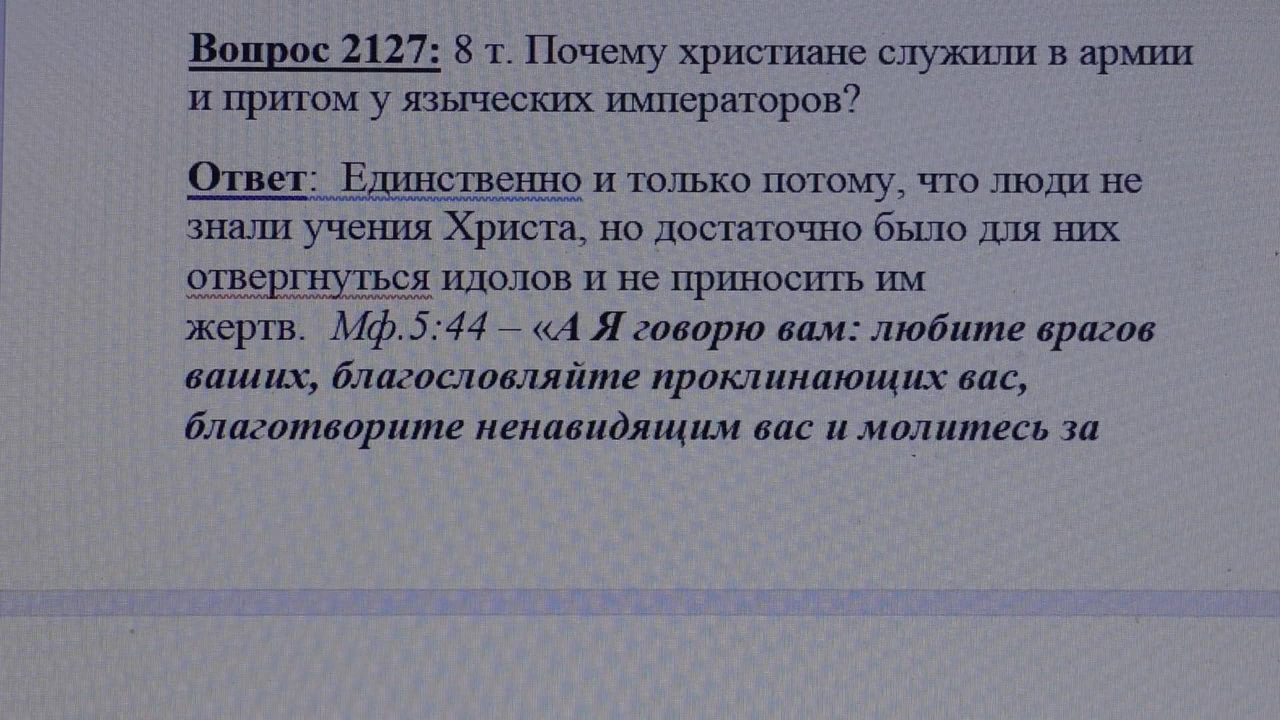 Вопрос 2127: 8 т. Почему христиане служили в армии
и притом у языческих императоров?
Ответ:  Единственно и только потому, что люди не
знали учения Христа, но достаточно было для них
отвергнуться идолов и не приносить им
жертв.  Мф.5:44 – «А Я говорю вам: любите врагов
ваших, благословляйте проклинающих вас,
благотворите ненавидящим вас и молитесь за